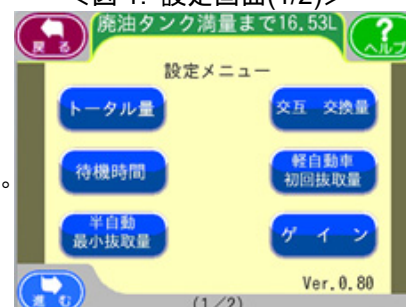 <図 1. 設定画面(1/2)>
廃油タンク満量まで16.53L
戻る
ヘルプ
設定メニュー
トータル量
交互 交換量
待機時間
軽自動車
初回抜取量
。
半自動
最小抜取量
ゲイン
進む
Ver.0.80
(1/2)